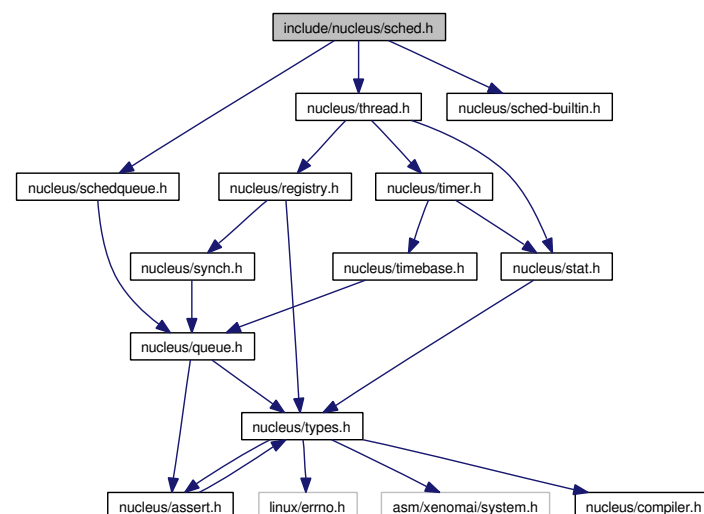 include/nucleus/sched.h
nucleus/thread.h
nucleus/sched-builtin.h
nucleus/schedqueue.h
nucleus/registry.h
nucleus/timer.h
nucleus/synch.h
nucleus/timebase.h
nucleus/stat.h
nucleus/queue.h
nucleus/types.h
nucleus/assert.h
linux/errno.h
asm/xenomai/system.h
nucleus/compiler.h